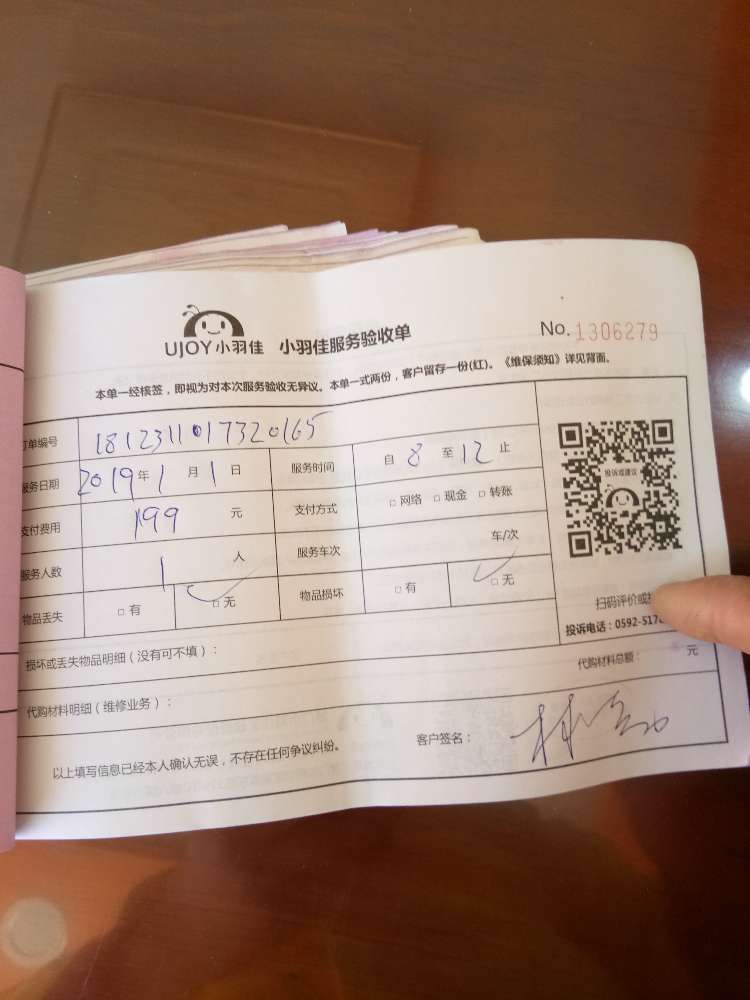 UJOY小羽佳 小羽佳服务验收单 No. 1306279
本单一经核签，即视为对本次服务验收无异议。本单一式两份，客户留存一份(红)。《维保须知》详见背面。
订单编号 1812311017320165
服务日期 2019年1月1日 服务时间 自8至12止
支付费用 199元 支付方式 □网络 □现金 □转账
服务人数 1人 服务车次 车/次
物品丢失 □有 □无 物品损坏 □有 □无
投诉或建议
扫码评价或
投诉电话：0592-517
损坏或丢失物品明细（没有可不填）：
代购材料明细（维修业务）： 代购材料总额： 元
以上填写信息已经本人确认无误，不存在任何争议纠纷。 客户签名：